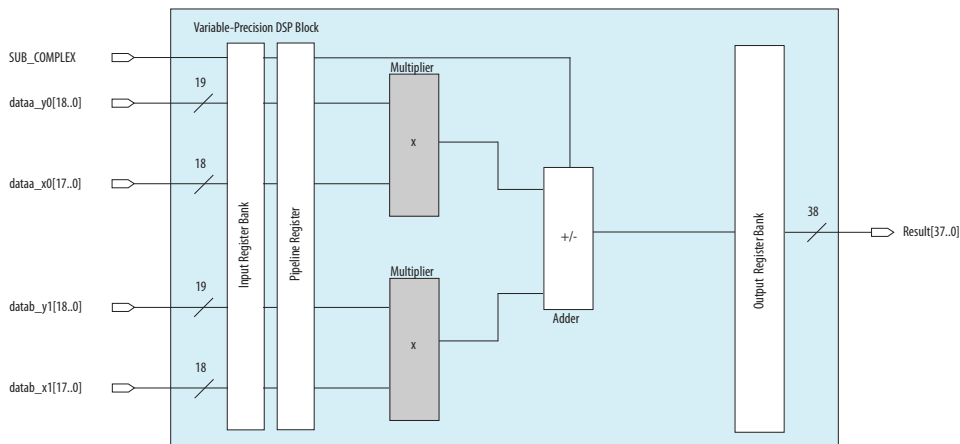 Variable-Precision DSP Block
SUB_COMPLEX
Multiplier
19
dataa_y0[18..0]
x
18
dataa_x0[17..0]
Input Register Bank
Pipeline Register
+/-
Adder
Output Register Bank
38
Result[37..0]
Multiplier
19
datab_y1[18..0]
x
18
datab_x1[17..0]